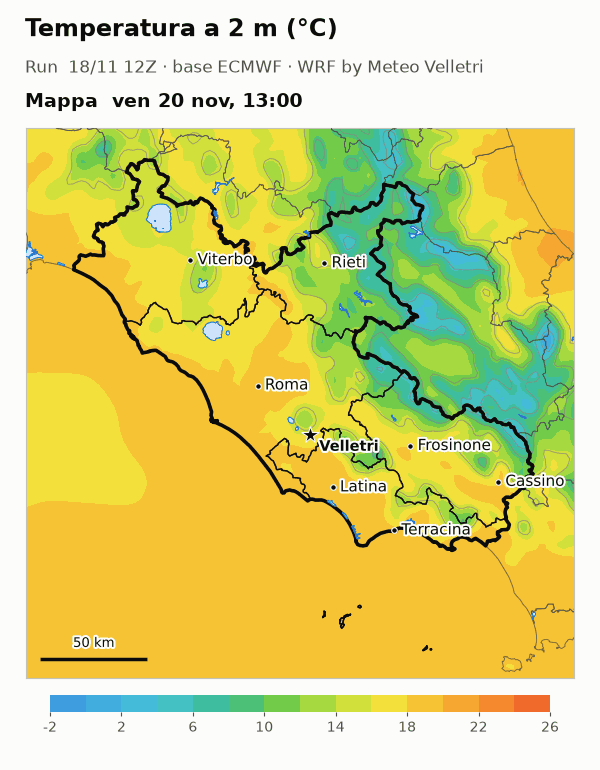 Temperatura a 2 m (°C)
Run 18/11 12Z · base ECMWF · WRF by Meteo Velletri
Mappa ven 20 nov, 13:00
Viterbo
Rieti
Roma
Velletri
Frosinone
Latina
Cassino
Terracina
50 km
-2 2 6 10 14 18 22 26